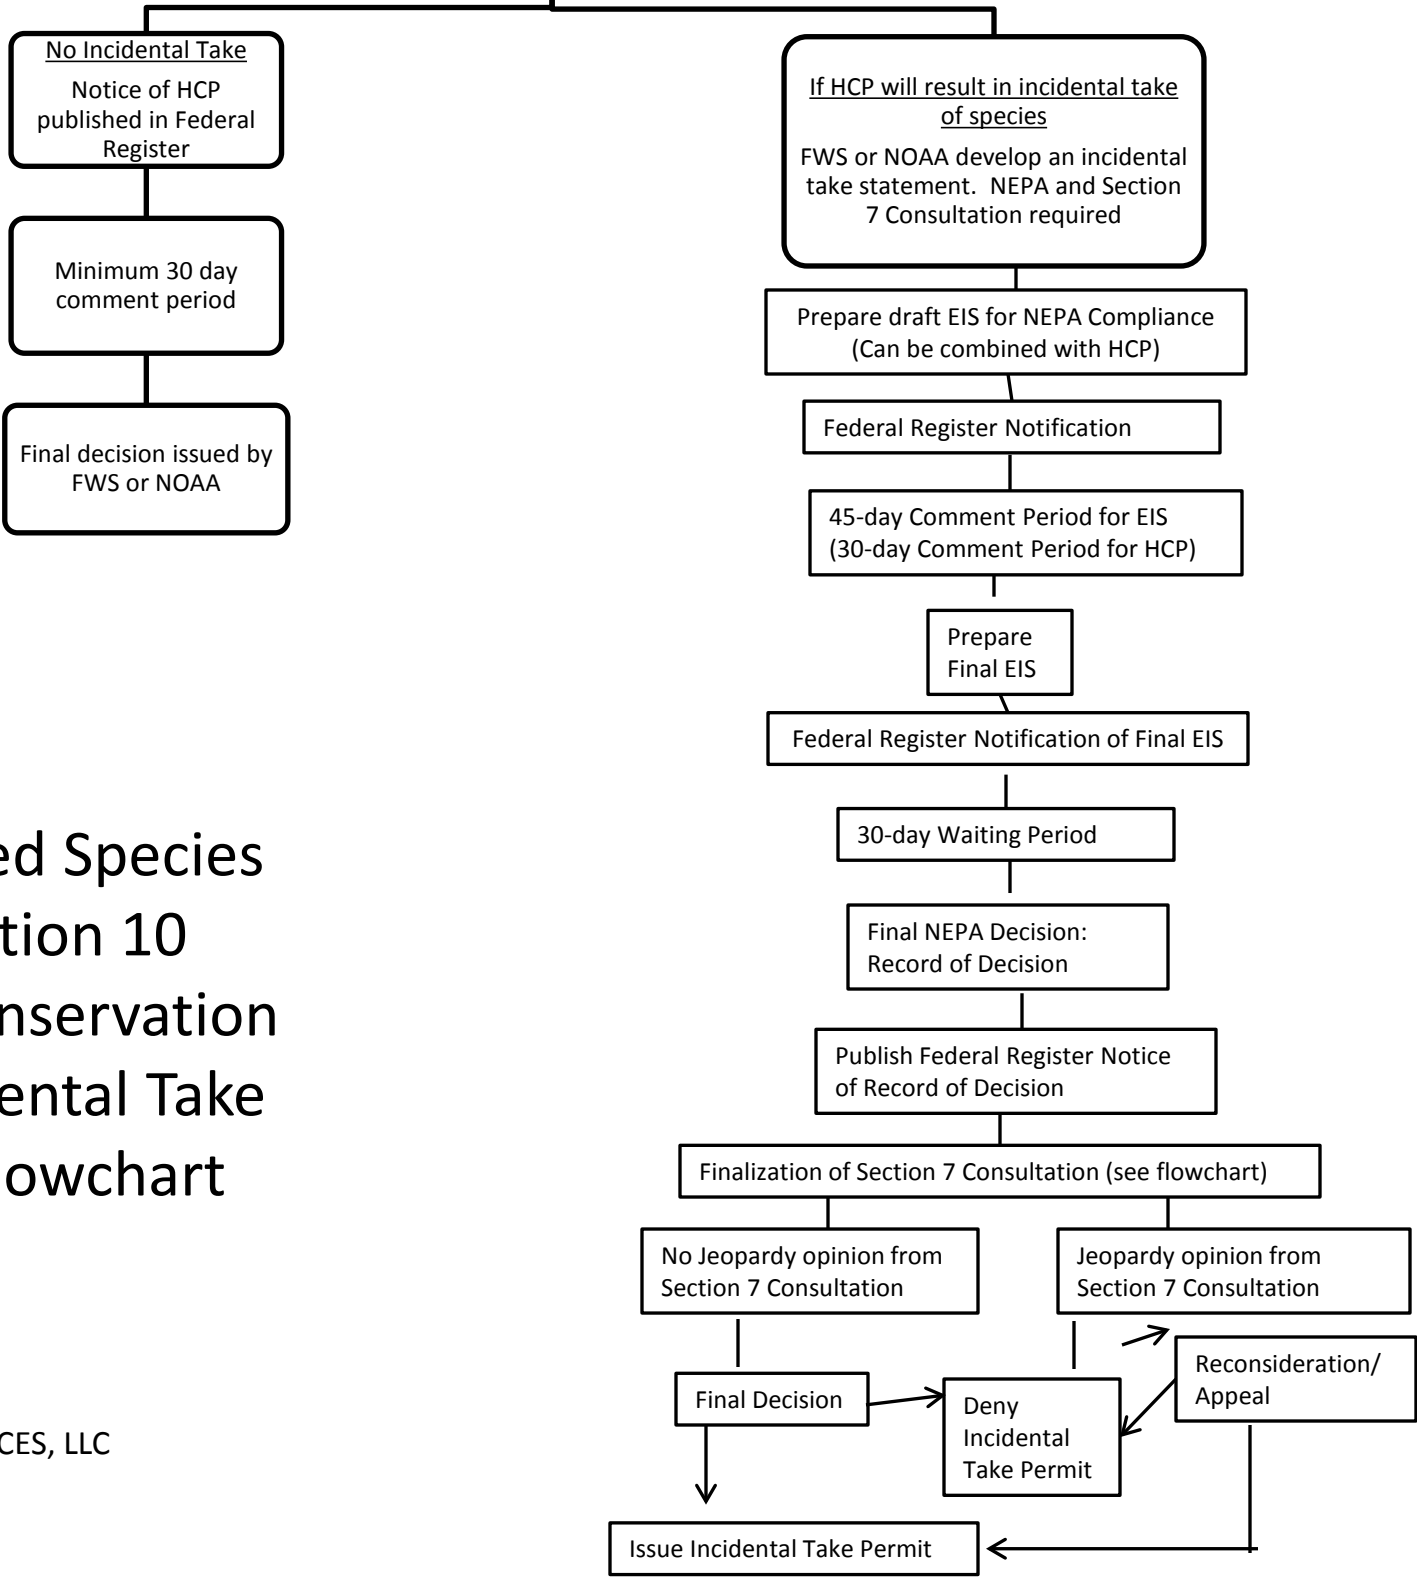 No Incidental Take
Notice of HCP
published in Federal
Register
Minimum 30 day
comment period
Final decision issued by
FWS or NOAA
If HCP will result in incidental take
of species
FWS or NOAA develop an incidental
take statement.  NEPA and Section
7 Consultation required
Prepare draft EIS for NEPA Compliance
(Can be combined with HCP)
Federal Register Notification
45-day Comment Period for EIS
(30-day Comment Period for HCP)
Prepare
Final EIS
Federal Register Notification of Final EIS
30-day Waiting Period
Final NEPA Decision:
Record of Decision
Publish Federal Register Notice
of Record of Decision
Finalization of Section 7 Consultation (see flowchart)
No Jeopardy opinion from
Section 7 Consultation
Jeopardy opinion from
Section 7 Consultation
Reconsideration/
Appeal
Final Decision
Deny
Incidental
Take Permit
Issue Incidental Take Permit
ed Species
tion 10
nservation
ental Take
owchart
CES, LLC